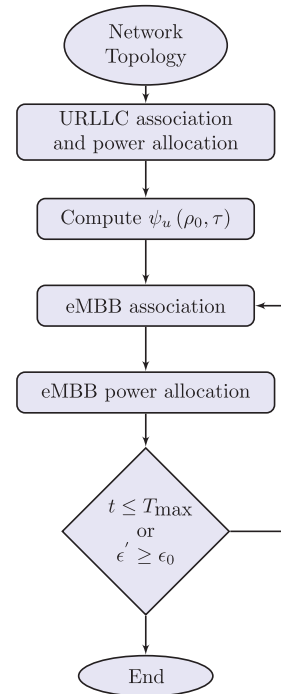 Network
Topology
URLLC association
and power allocation
Compute ψ_u (ρ_0, τ)
eMBB association
eMBB power allocation
t ≤ T_max
or
ϵ′ ≥ ϵ_0
End